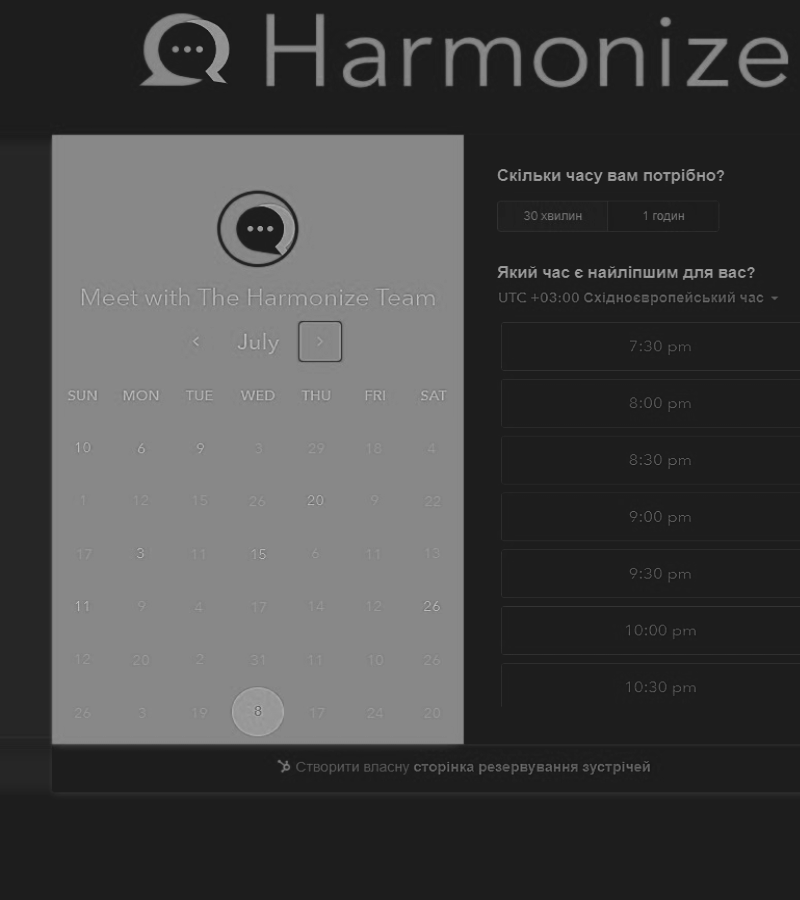 Harmonize
Meet with The Harmonize Team
July
SUN MON TUE WED THU FRI SAT
10 6 9 3 29 18 4
1 12 15 26 20 9 22
17 3 11 15 6 11 13
11 9 4 17 14 12 26
12 20 2 31 11 10 26
26 3 19 8 17 24 20
Скільки часу вам потрібно?
30 хвилин 1 годин
Який час є найліпшим для вас?
UTC +03:00 Східноєвропейський час
7:30 pm
8:00 pm
8:30 pm
9:00 pm
9:30 pm
10:00 pm
10:30 pm
Створити власну сторінка резервування зустрічей